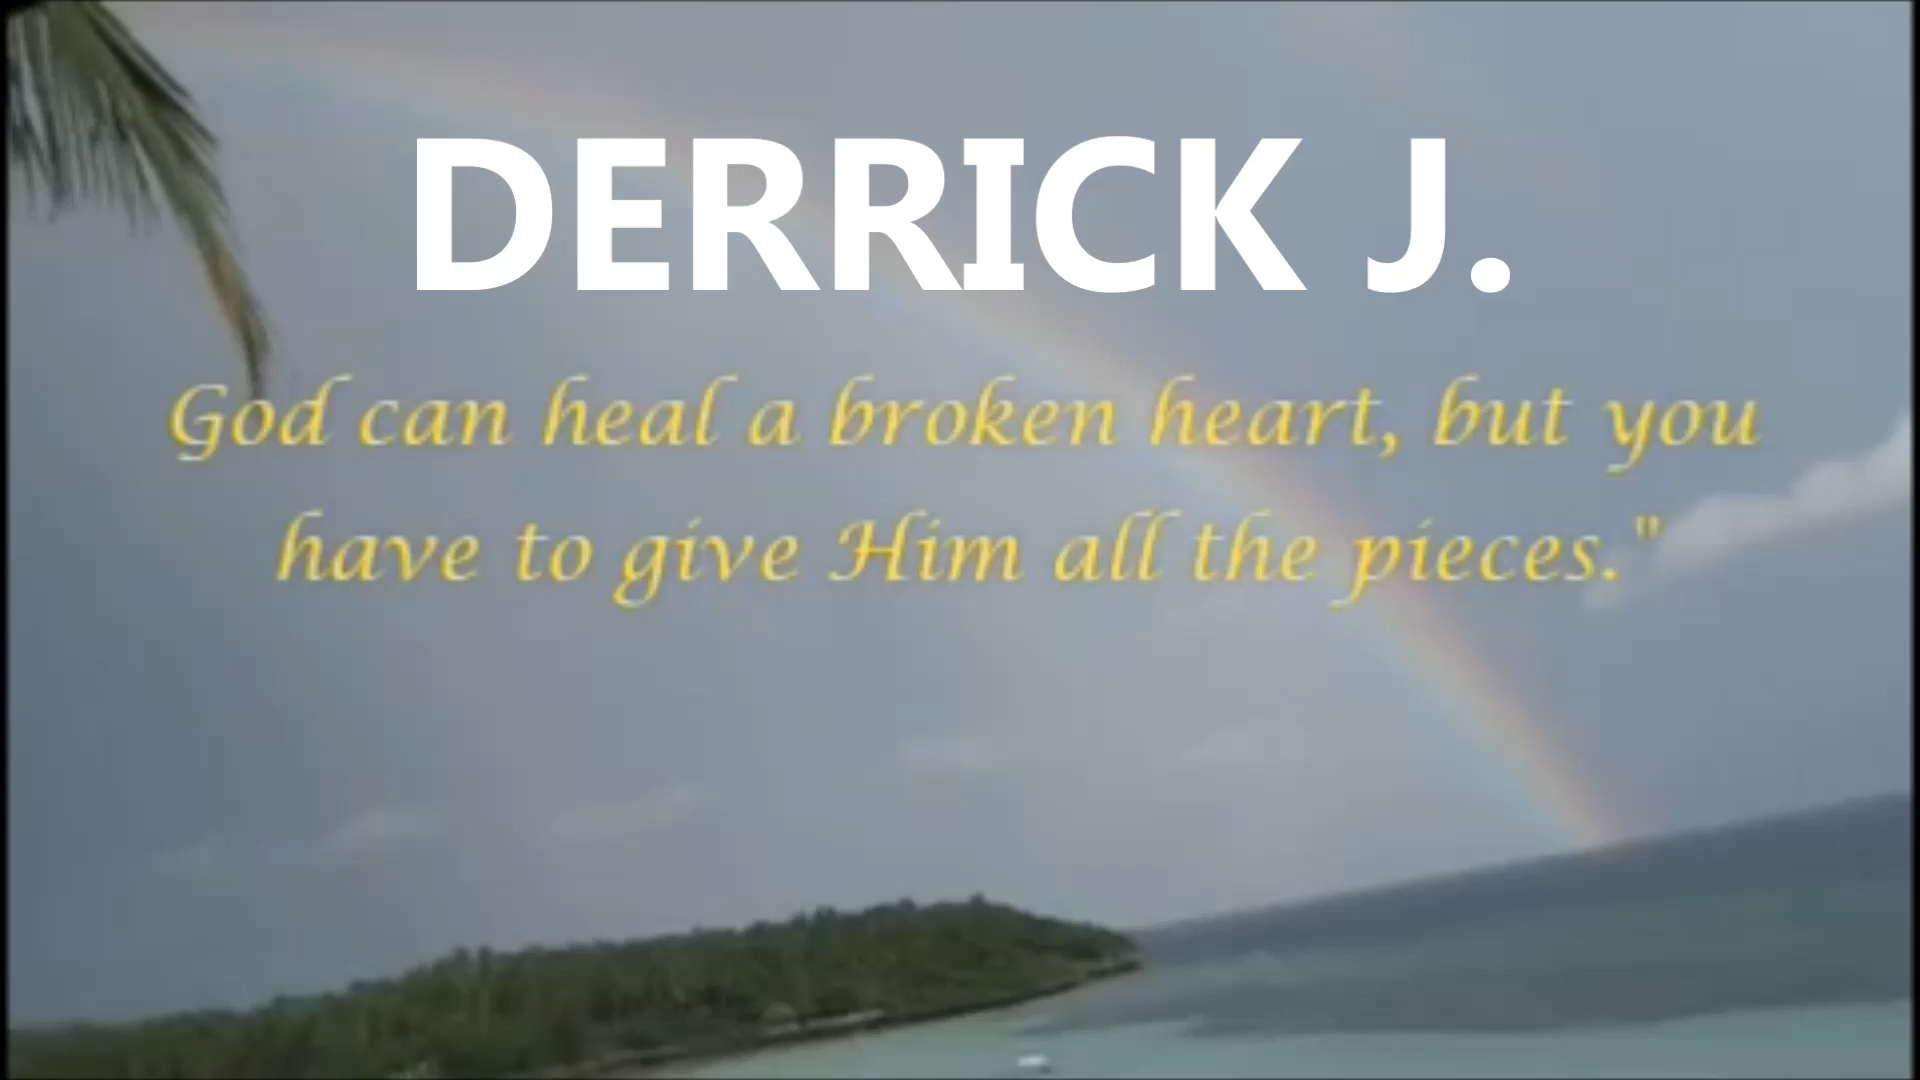 DERRICK J.
God can heal a broken heart, but you
have to give Him all the pieces."